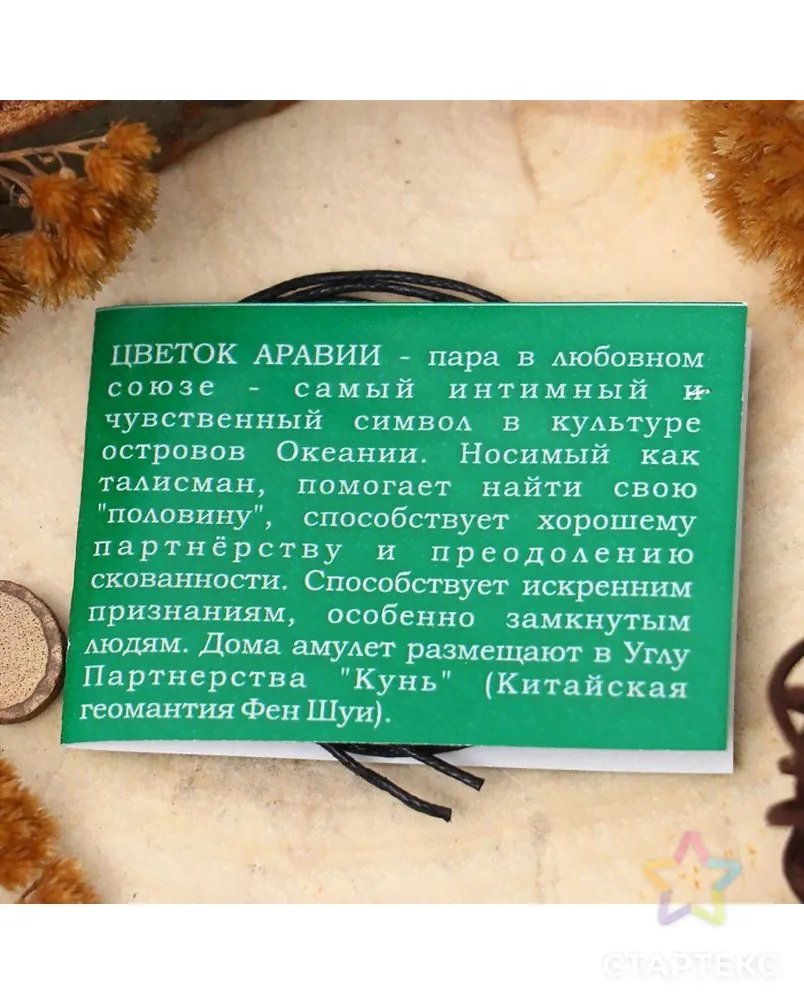 ЦВЕТОК АРАВИИ - пара в любовном
союзе - самый интимный и
чувственный символ в культуре
островов Океании. Носимый как
талисман, помогает найти свою
"половину", способствует хорошему
партнёрству и преодолению
скованности. Способствует искренним
признаниям, особенно замкнутым
людям. Дома амулет размещают в Углу
Партнерства "Кунь" (Китайская
геомантия Фен Шуи).
СТАРТЕКС